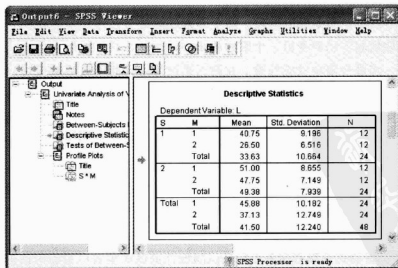 Output6 - SPSS Viewer
File Edit View Data Transform Insert Format Analyze Graphs Utilities Window Help
Output
Univariate Analysis of V
Title
Notes
Between-Subjects
Descriptive Statistic
Tests of Between-S
Profile Plots
Title
S * M
Descriptive Statistics
Dependent Variable: L
S M Mean Std. Deviation N
1 1 40.75 9.196 12
2 26.50 6.516 12
Total 33.63 10.664 24
2 1 51.00 8.655 12
2 47.75 7.149 12
Total 49.38 7.939 24
Total 1 45.88 10.182 24
2 37.13 12.749 24
Total 41.50 12.240 48
SPSS Processor is ready